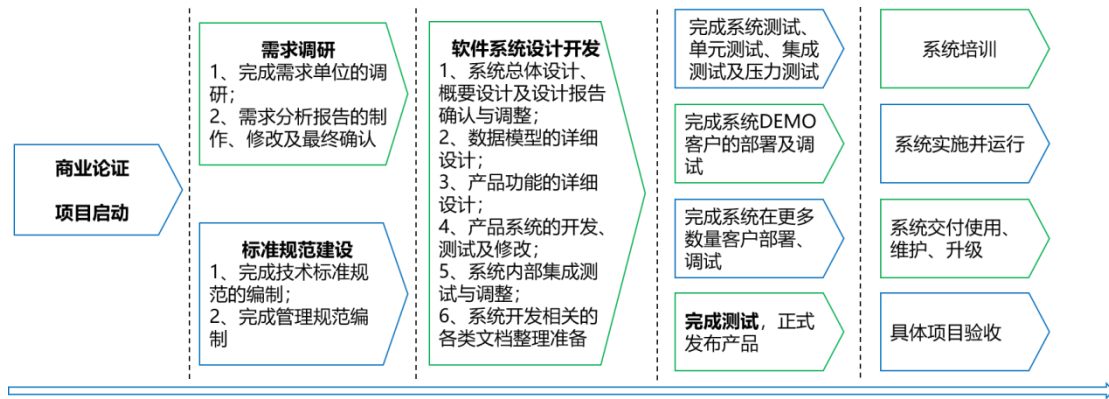 商业论证
项目启动
需求调研
1、完成需求单位的调
研；
2、需求分析报告的制
作、修改及最终确认
标准规范建设
1、完成技术标准规
范的编制；
2、完成管理规范编
制
软件系统设计开发
1、系统总体设计、
概要设计及设计报告
确认与调整；
2、数据模型的详细
设计；
3、产品功能的详细
设计；
4、产品系统的开发、
测试及修改；
5、系统内部集成测
试与调整；
6、系统开发相关的
各类文档整理准备
完成系统测试、
单元测试、集成
测试及压力测试
完成系统DEMO
客户的部署及调
试
完成系统在更多
数量客户部署、
调试
完成测试，正式
发布产品
系统培训
系统实施并运行
系统交付使用、
维护、升级
具体项目验收